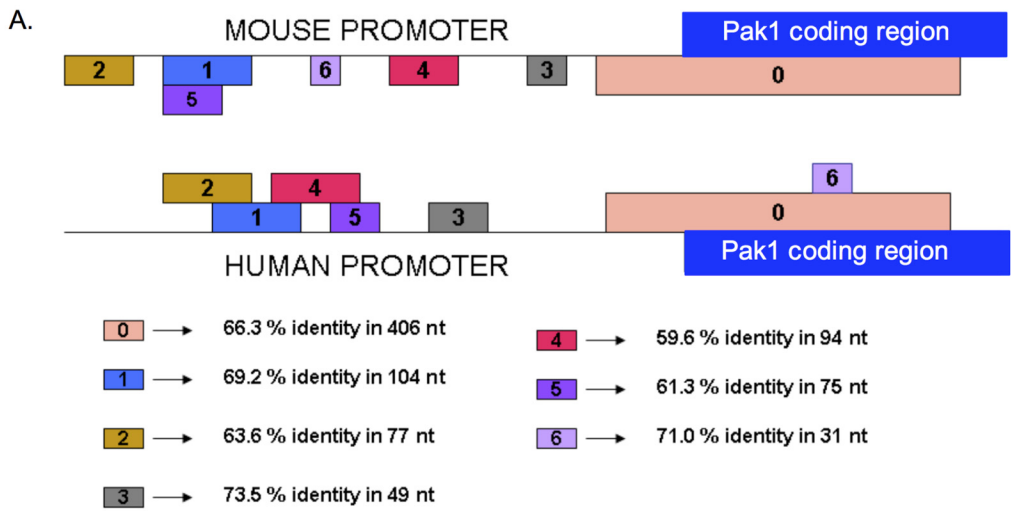 A.
MOUSE PROMOTER
Pak1 coding region
2 1 6 4 3 0
5
6
2 4 0
1 5 3
Pak1 coding region
HUMAN PROMOTER
0 66.3 % identity in 406 nt
1 69.2 % identity in 104 nt
2 63.6 % identity in 77 nt
3 73.5 % identity in 49 nt
4 59.6 % identity in 94 nt
5 61.3 % identity in 75 nt
6 71.0 % identity in 31 nt